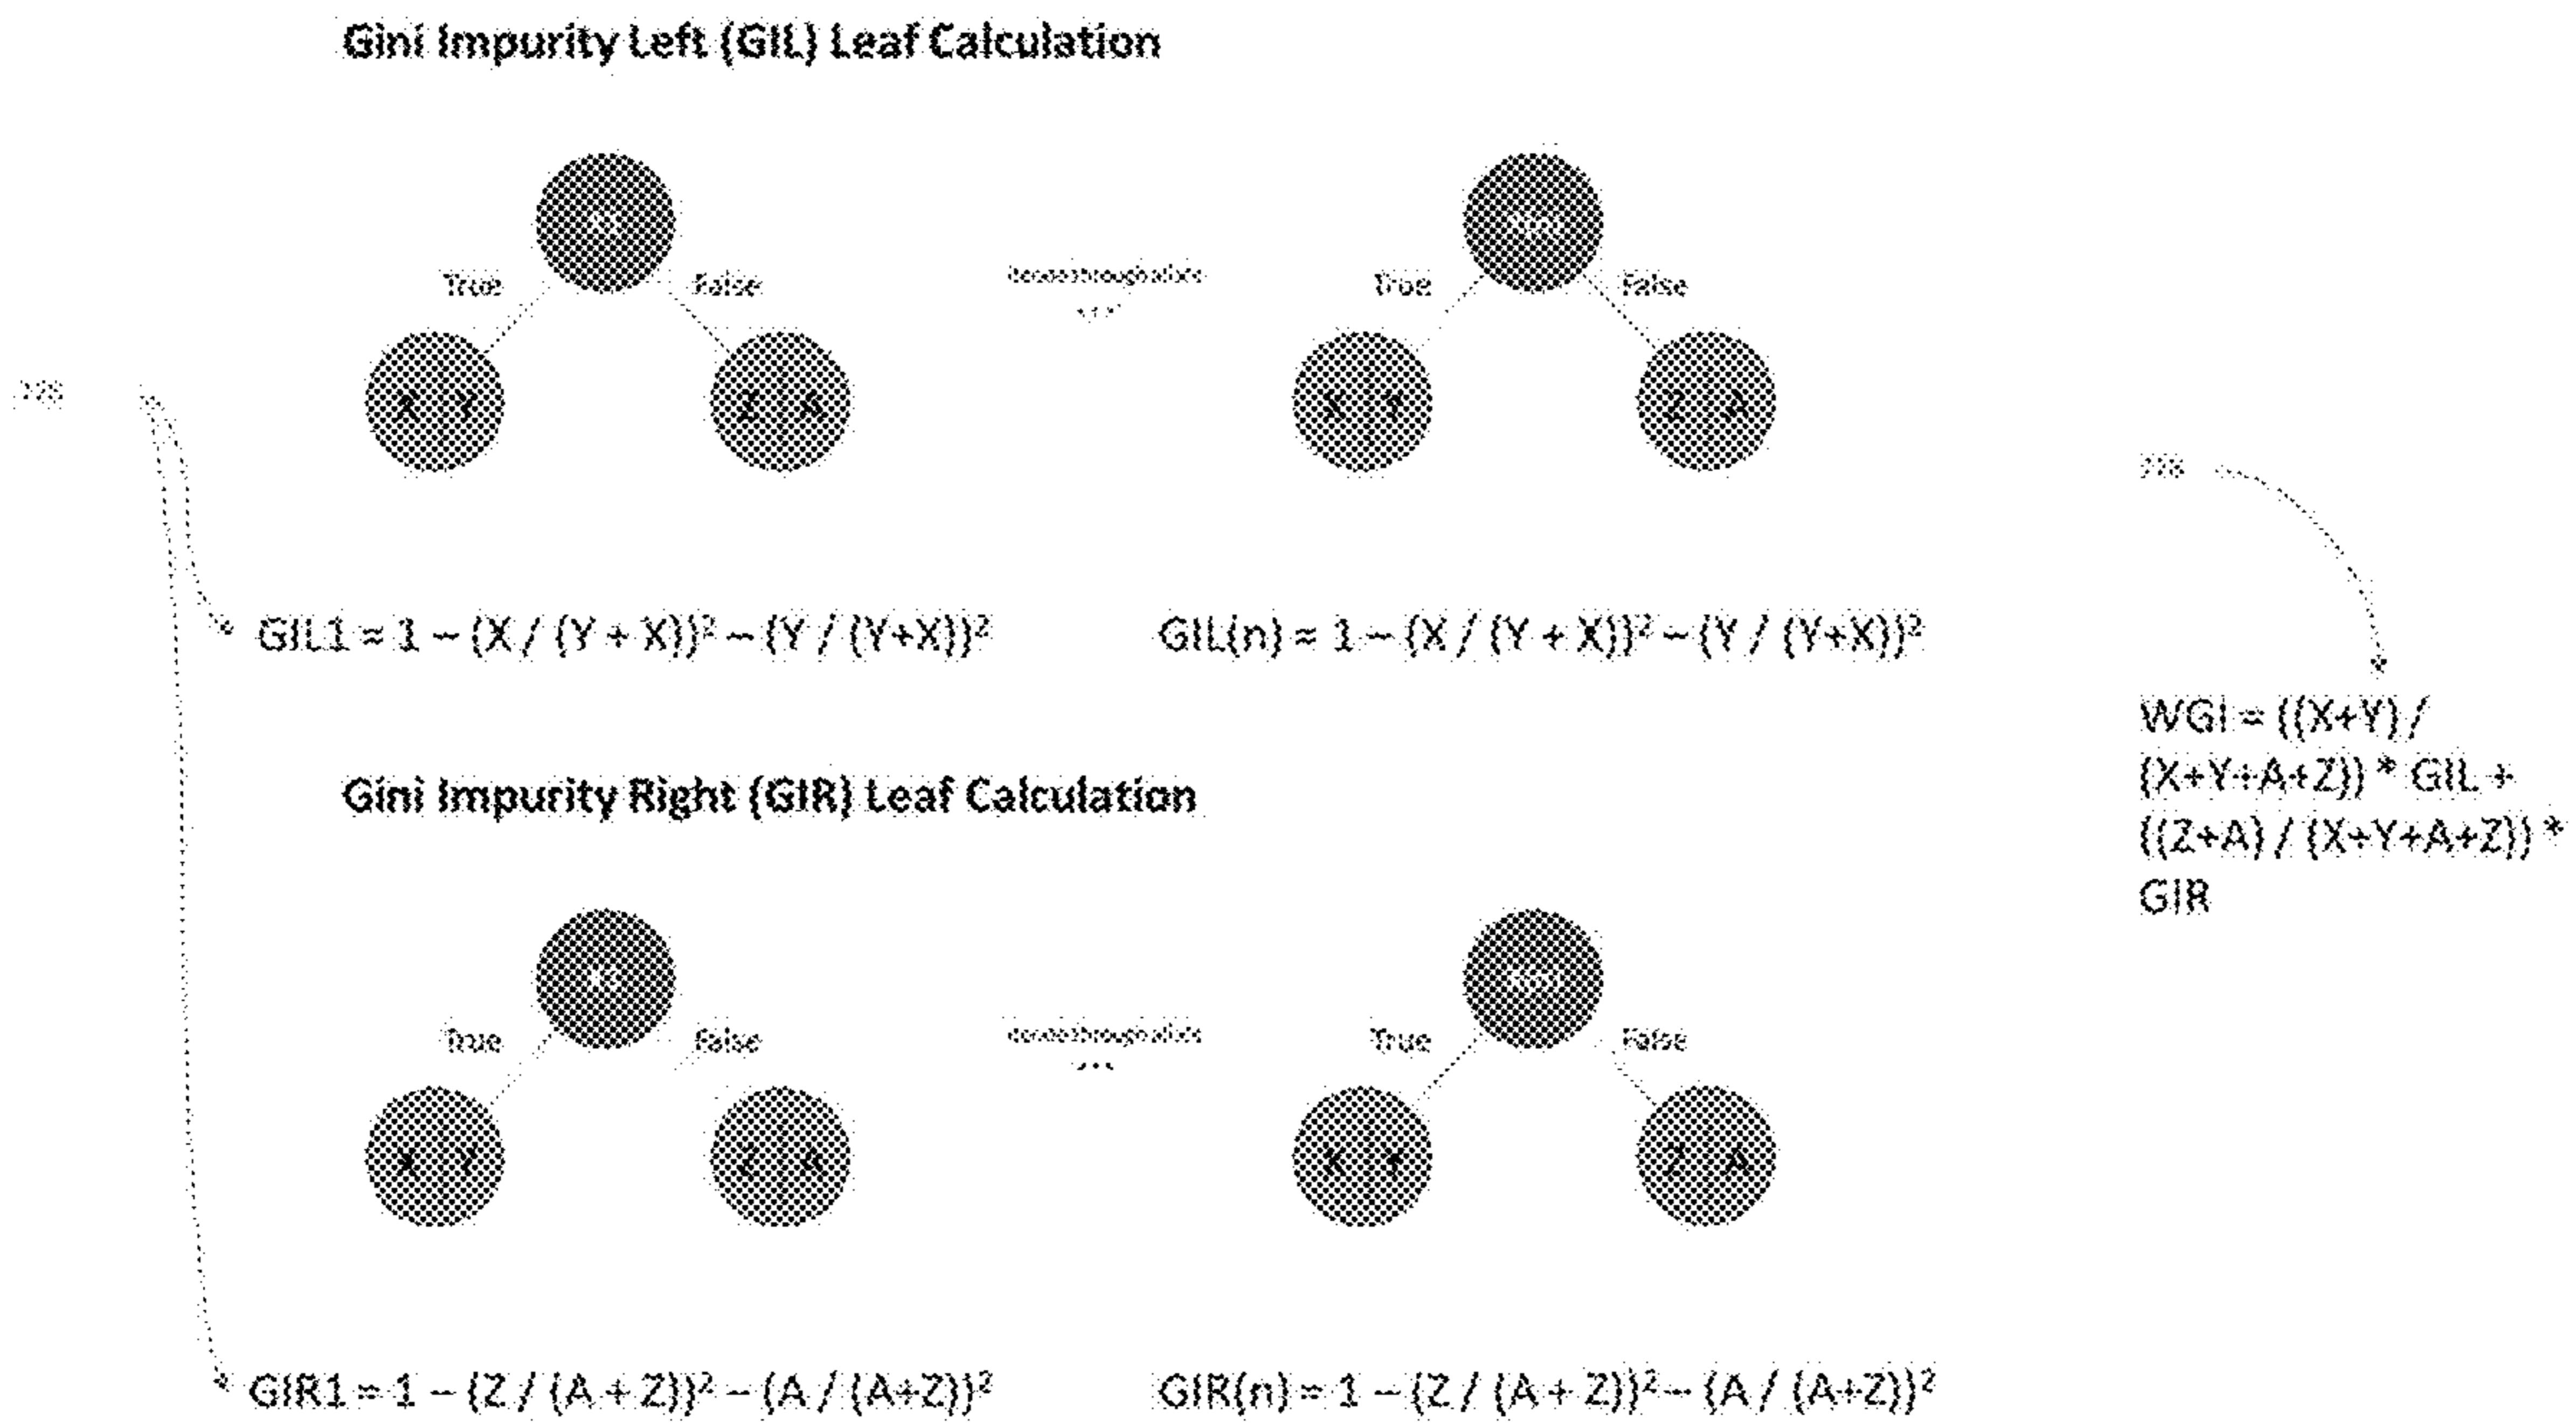 Gini Impurity Left (GIL) Leaf Calculation
True False
True False
X Y
Z A
X Y
Z A
GIL1 = 1 – (X / (Y + X))² – (Y / (Y+X))²
GIL(n) = 1 – (X / (Y + X))² – (Y / (Y+X))²
WGI = ((X+Y) /
(X+Y+A+Z)) * GIL +
((Z+A) / (X+Y+A+Z)) *
GIR
Gini Impurity Right (GIR) Leaf Calculation
True False
True False
X Y
Z A
X Y
Z A
GIR1 = 1 – (Z / (A + Z))² – (A / (A+Z))²
GIR(n) = 1 – (Z / (A + Z))² – (A / (A+Z))²